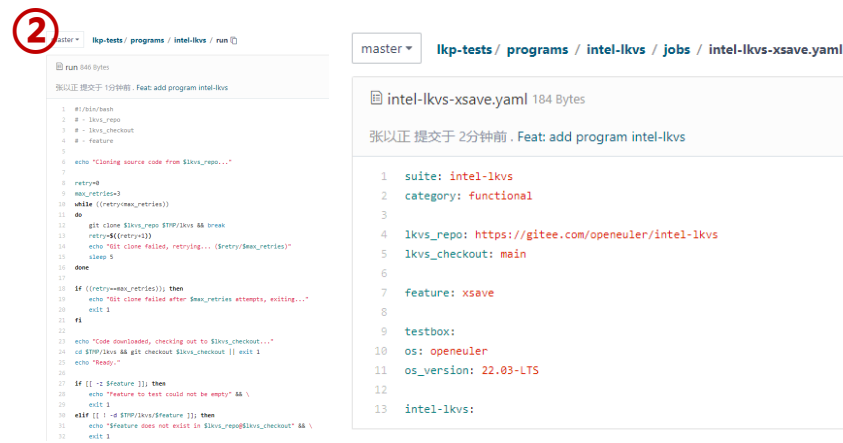 ②
master
lkp-tests / programs / intel-lkvs / run
run 846 Bytes
张以正 提交于 1分钟前 . Feat: add program intel-lkvs
1 #!/bin/bash
2 # - lkvs_repo
3 # - lkvs_checkout
4 # - feature
5
6 echo "Cloning source code from $lkvs_repo..."
7
8 retry=0
9 max_retries=3
10 while ((retry<max_retries))
11 do
12 git clone $lkvs_repo $TMP/lkvs && break
13 retry=$((retry+1))
14 echo "Git clone failed, retrying... ($retry/$max_retries)"
15 sleep 5
16 done
17
18 if ((retry==max_retries)); then
19 echo "Git clone failed after $max_retries attempts, exiting..."
20 exit 1
21 fi
22
23 echo "Code downloaded, checking out to $lkvs_checkout..."
24 cd $TMP/lkvs && git checkout $lkvs_checkout || exit 1
25 echo "Ready."
26
27 if [[ -z $feature ]]; then
28 echo "Feature to test could not be empty" && \
29 exit 1
30 elif [[ ! -d $TMP/lkvs/$feature ]]; then
31 echo "$feature does not exist in $lkvs_repo@$lkvs_checkout" && \
32 exit 1
master
lkp-tests / programs / intel-lkvs / jobs / intel-lkvs-xsave.yaml
intel-lkvs-xsave.yaml 184 Bytes
张以正 提交于 2分钟前 . Feat: add program intel-lkvs
1 suite: intel-lkvs
2 category: functional
3
4 lkvs_repo: https://gitee.com/openeuler/intel-lkvs
5 lkvs_checkout: main
6
7 feature: xsave
8
9 testbox:
10 os: openeuler
11 os_version: 22.03-LTS
12
13 intel-lkvs: